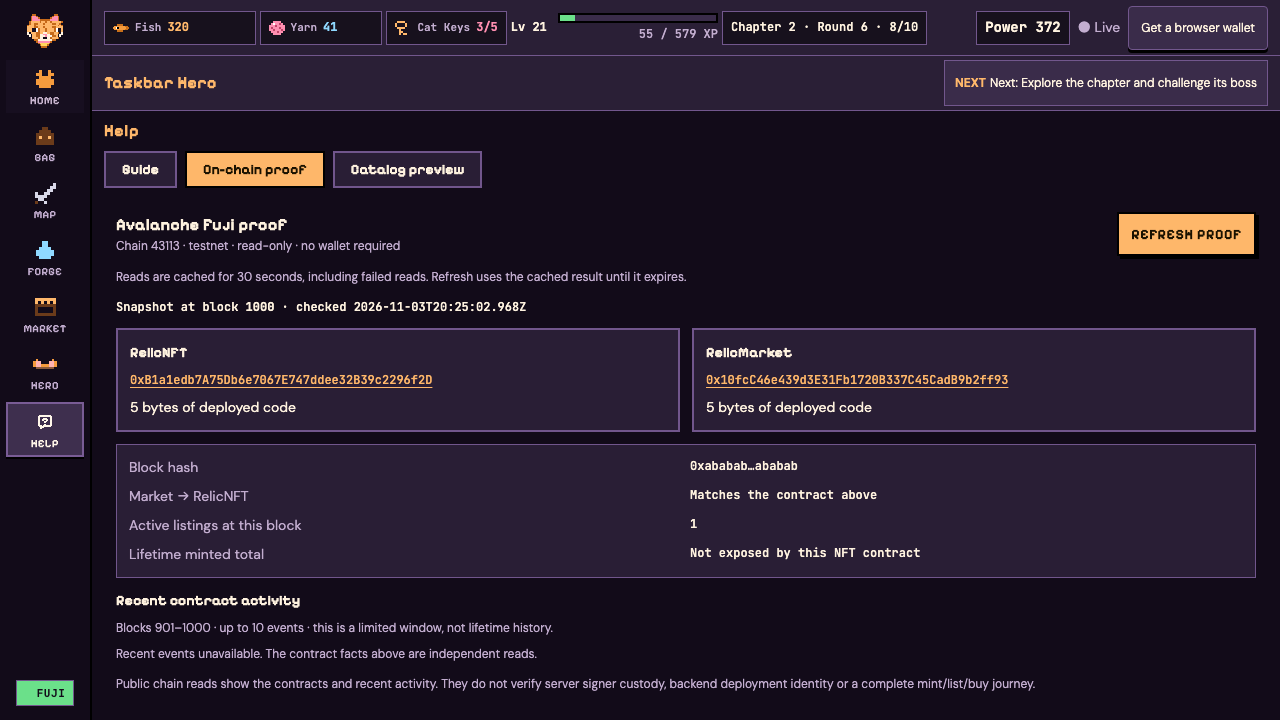 Fish 320
Yarn 41
Cat Keys 3/5
Lv 21
55 / 579 XP
Chapter 2 · Round 6 · 8/10
Power 372
Live
Get a browser wallet
HOME
BAG
MAP
FORGE
MARKET
HERO
HELP
FUJI
Taskbar Hero
NEXT Next: Explore the chapter and challenge its boss
Help
Guide
On-chain proof
Catalog preview
Avalanche Fuji proof
Chain 43113 · testnet · read-only · no wallet required
REFRESH PROOF
Reads are cached for 30 seconds, including failed reads. Refresh uses the cached result until it expires.
Snapshot at block 1000 · checked 2026-11-03T20:25:02.968Z
RelicNFT
0xB1a1edb7A75Db6e7067E747ddee32B39c2296f2D
5 bytes of deployed code
RelicMarket
0x10fcC46e439d3E31Fb1720B337C45CadB9b2ff93
5 bytes of deployed code
Block hash 0xababab…ababab
Market → RelicNFT Matches the contract above
Active listings at this block 1
Lifetime minted total Not exposed by this NFT contract
Recent contract activity
Blocks 901–1000 · up to 10 events · this is a limited window, not lifetime history.
Recent events unavailable. The contract facts above are independent reads.
Public chain reads show the contracts and recent activity. They do not verify server signer custody, backend deployment identity or a complete mint/list/buy journey.